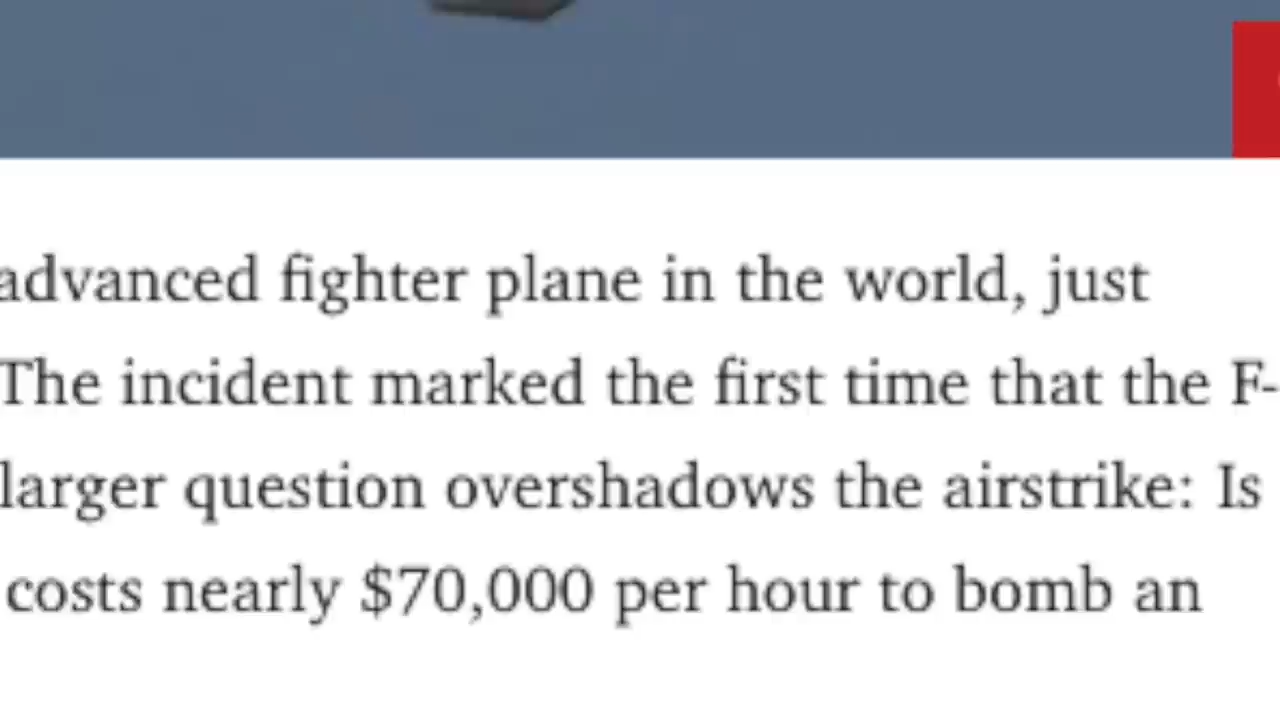 advanced fighter plane in the world, just
The incident marked the first time that the F-
larger question overshadows the airstrike: Is
costs nearly $70,000 per hour to bomb an